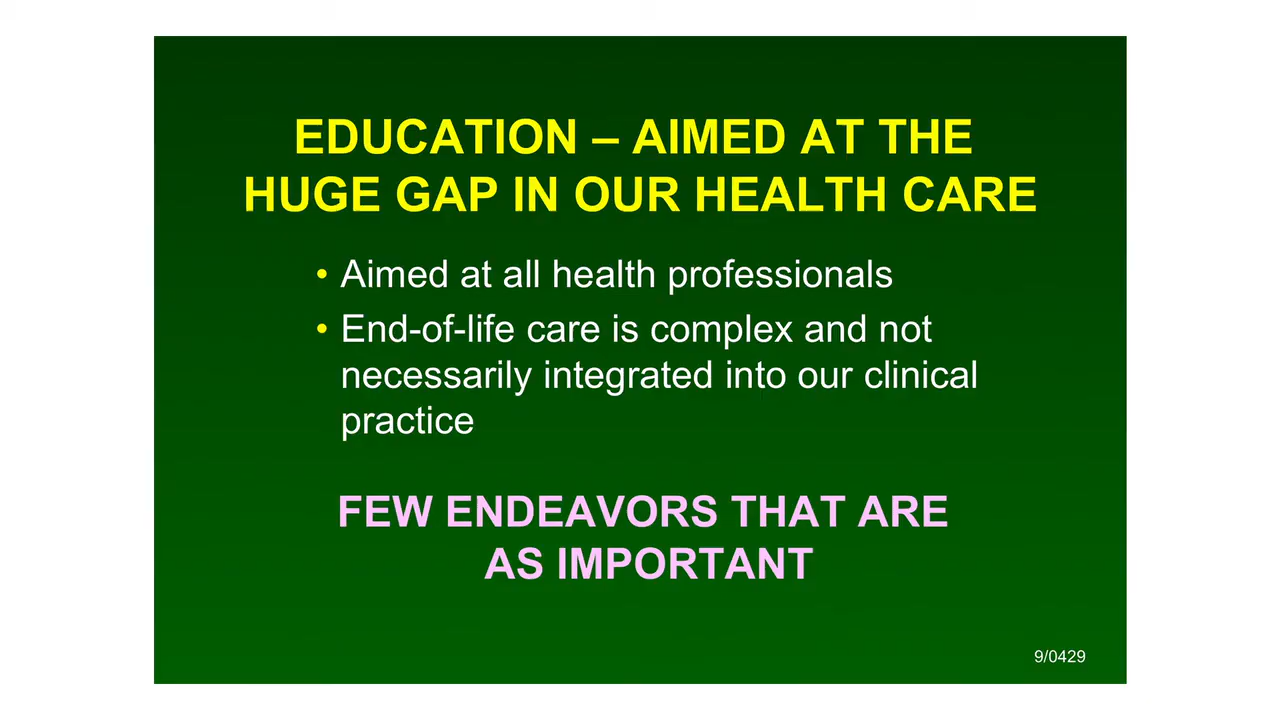 EDUCATION – AIMED AT THE
HUGE GAP IN OUR HEALTH CARE
• Aimed at all health professionals
• End-of-life care is complex and not
necessarily integrated into our clinical
practice
FEW ENDEAVORS THAT ARE
AS IMPORTANT
9/0429